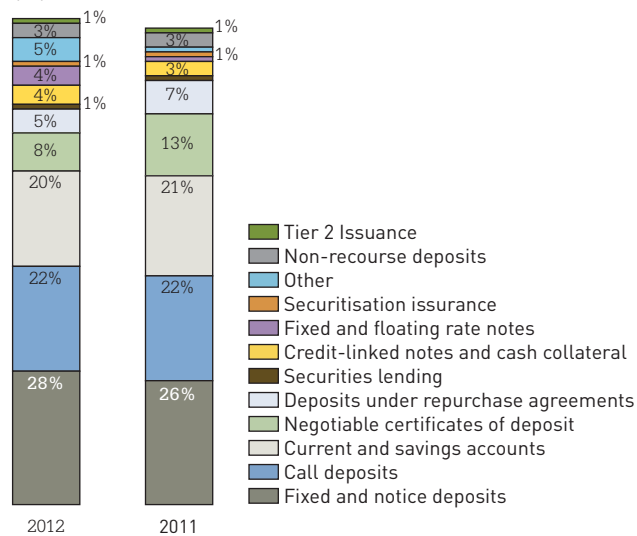 1%
3%
5%
1%
4%
4%
1%
5%
8%
20%
22%
28%
2012
1%
3%
1%
3%
7%
13%
21%
22%
26%
2011
Tier 2 Issuance
Non-recourse deposits
Other
Securitisation issurance
Fixed and floating rate notes
Credit-linked notes and cash collateral
Securities lending
Deposits under repurchase agreements
Negotiable certificates of deposit
Current and savings accounts
Call deposits
Fixed and notice deposits